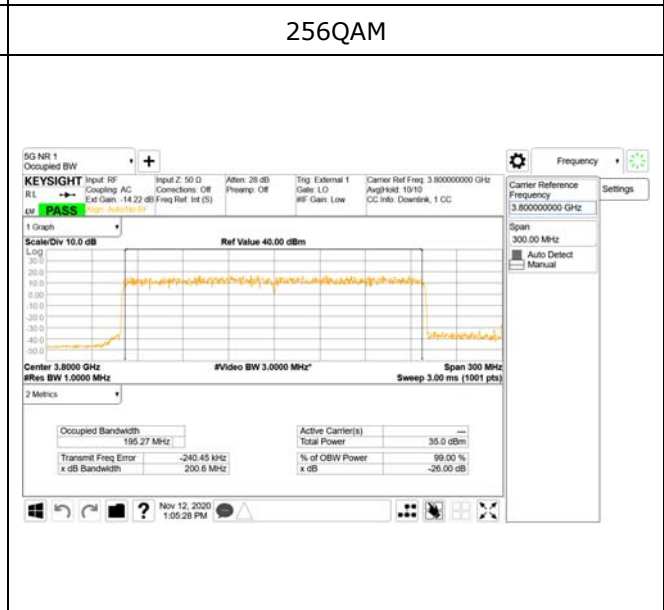 256QAM
5G NR 1
Occupied BW
+
Frequency
KEYSIGHT Input: RF Input Z: 50 Ω Atten: 28 dB Trig: External 1 Carrier Ref Freq: 3.800000000 GHz
RL Coupling: AC Corrections: Off Preamp: Off Gate: LO Avg|Hold: 10/10
Ext Gain: -14.22 dB Freq Ref: Int (S) #IF Gain: Low CC Info: Downlink, 1 CC
PASS Align: Auto/No RF
Carrier Reference
Frequency
3.800000000 GHz
Settings
Span
300.00 MHz
Auto Detect
Manual
1 Graph
Scale/Div 10.0 dB Ref Value 40.00 dBm
Log
30.0
20.0
10.0
0.00
-10.0
-20.0
-30.0
-40.0
-50.0
Center 3.8000 GHz #Video BW 3.0000 MHz* Span 300 MHz
#Res BW 1.0000 MHz Sweep 3.00 ms (1001 pts)
2 Metrics
Occupied Bandwidth
195.27 MHz
Transmit Freq Error -240.45 kHz
x dB Bandwidth 200.6 MHz
Active Carrier(s) ---
Total Power 35.0 dBm
% of OBW Power 99.00 %
x dB -26.00 dB
? Nov 12, 2020
1:05:28 PM